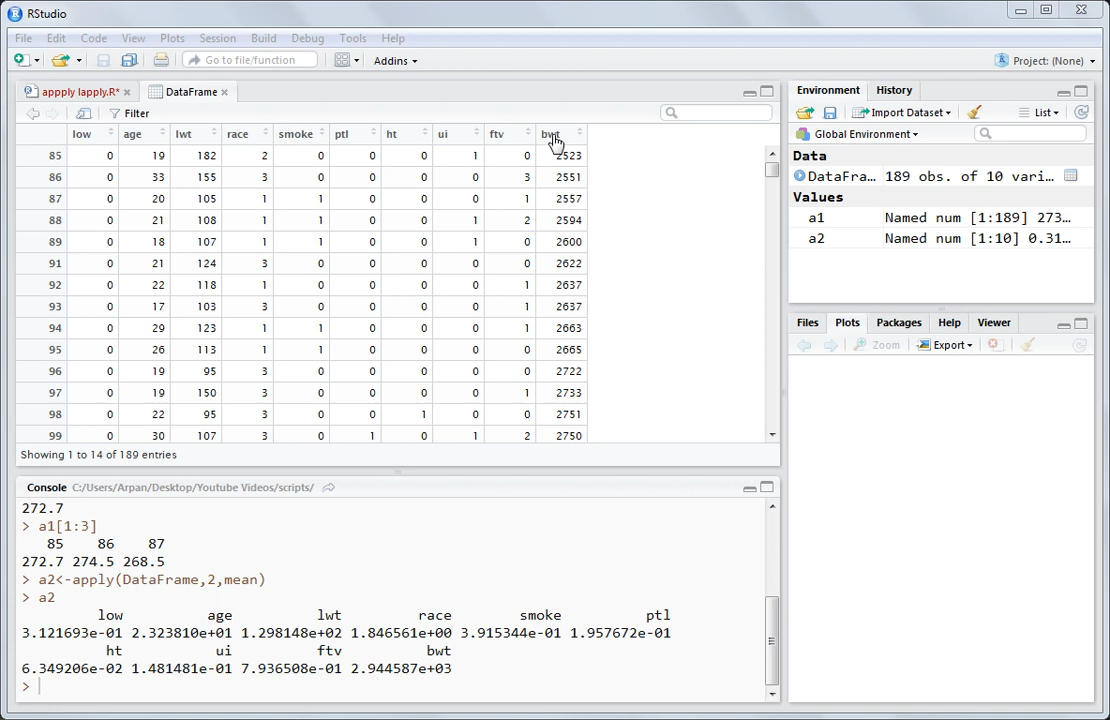 RStudio
File Edit Code View Plots Session Build Debug Tools Help
Go to file/function Addins Project: (None)
appply lapply.R* DataFrame
Filter
low age lwt race smoke ptl ht ui ftv bwt
85 0 19 182 2 0 0 0 1 0 2523
86 0 33 155 3 0 0 0 0 3 2551
87 0 20 105 1 1 0 0 0 1 2557
88 0 21 108 1 1 0 0 1 2 2594
89 0 18 107 1 1 0 0 1 0 2600
91 0 21 124 3 0 0 0 0 0 2622
92 0 22 118 1 0 0 0 0 1 2637
93 0 17 103 3 0 0 0 0 1 2637
94 0 29 123 1 1 0 0 0 1 2663
95 0 26 113 1 1 0 0 0 0 2665
96 0 19 95 3 0 0 0 0 0 2722
97 0 19 150 3 0 0 0 0 1 2733
98 0 22 95 3 0 0 1 0 0 2751
99 0 30 107 3 0 1 0 1 2 2750
Showing 1 to 14 of 189 entries
Console C:/Users/Arpan/Desktop/Youtube Videos/scripts/
272.7
> a1[1:3]
85 86 87
272.7 274.5 268.5
> a2<-apply(DataFrame,2,mean)
> a2
low age lwt race smoke ptl
3.121693e-01 2.323810e+01 1.298148e+02 1.846561e+00 3.915344e-01 1.957672e-01
ht ui ftv bwt
6.349206e-02 1.481481e-01 7.936508e-01 2.944587e+03
>
Environment History
Import Dataset List
Global Environment
Data
DataFra... 189 obs. of 10 vari...
Values
a1 Named num [1:189] 273...
a2 Named num [1:10] 0.31...
Files Plots Packages Help Viewer
Zoom Export